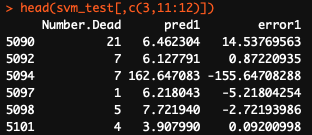 > head(svm_test[,c(3,11:12)])
Number.Dead pred1 error1
5090 21 6.462304 14.53769563
5092 7 6.127791 0.87220935
5094 7 162.647083 -155.64708288
5097 1 6.218043 -5.21804254
5098 5 7.721940 -2.72193986
5101 4 3.907990 0.09200998